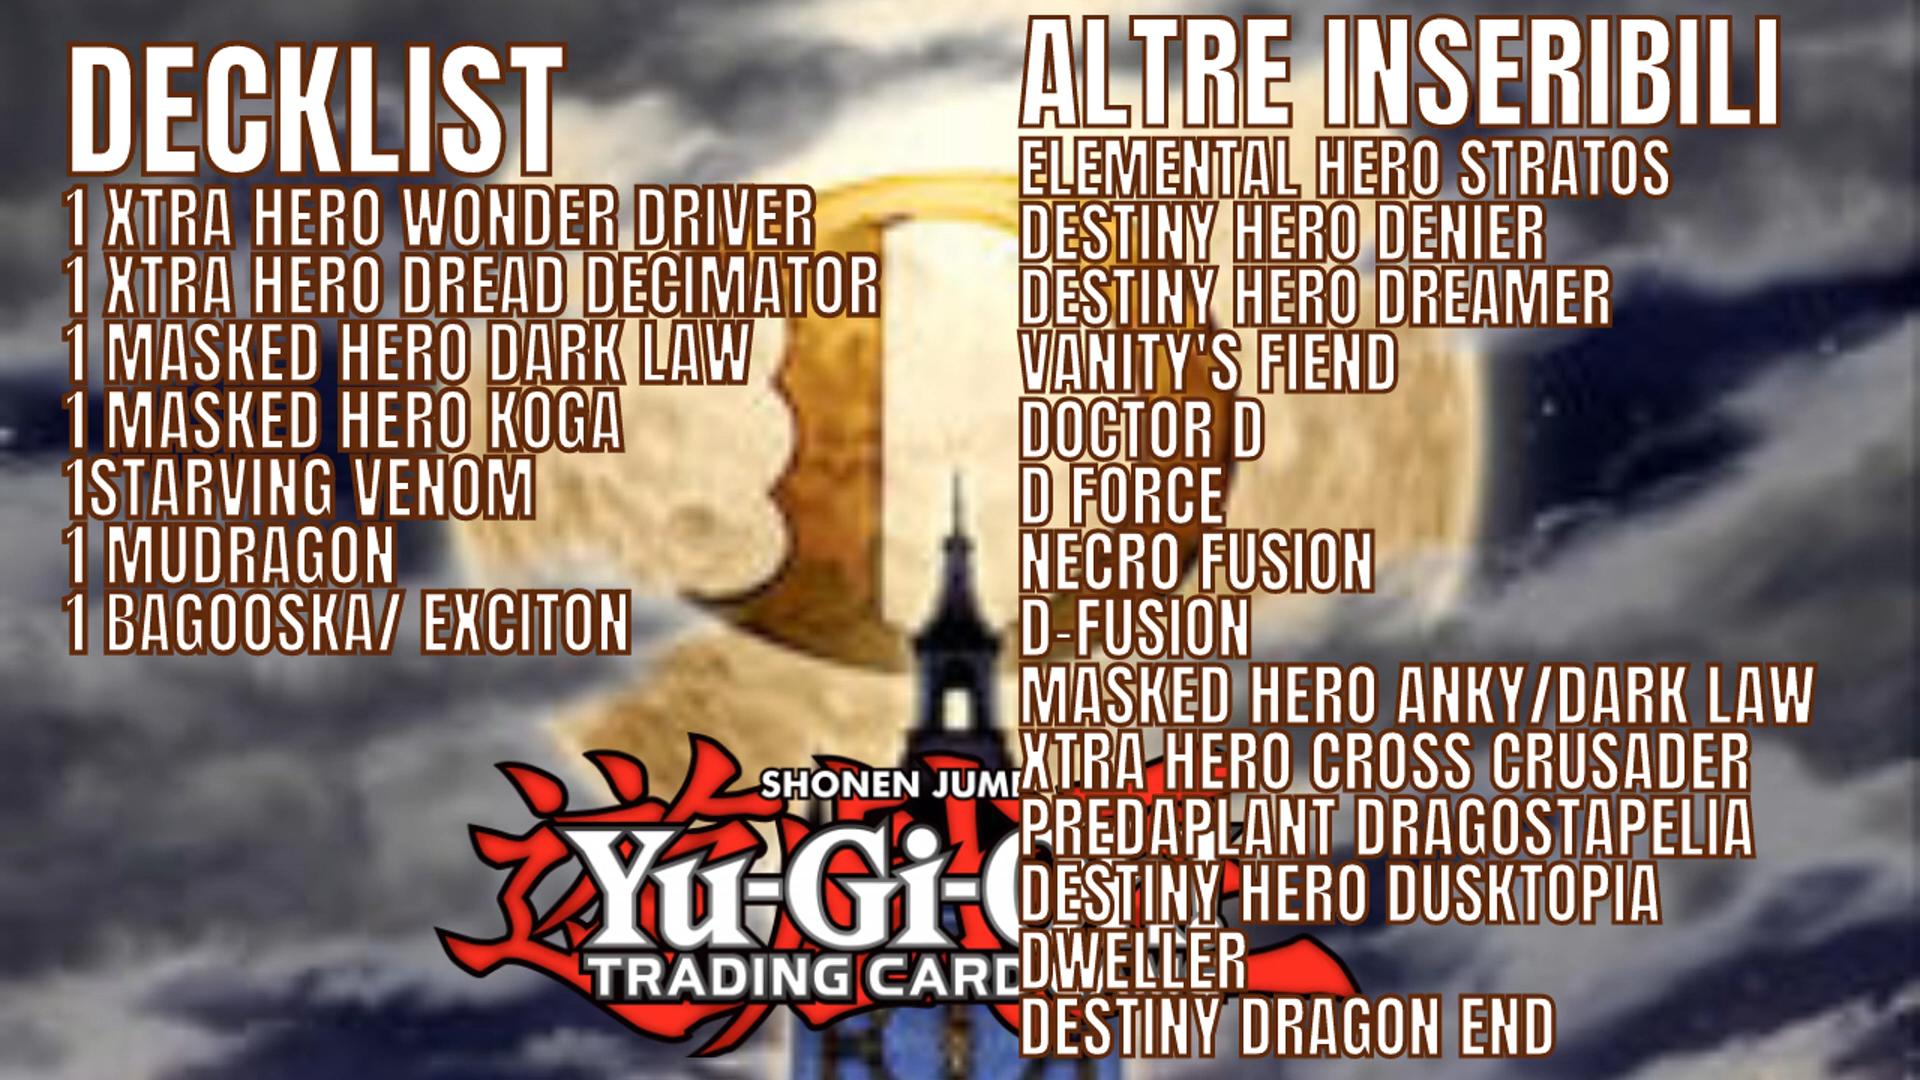 DECKLIST
1 XTRA HERO WONDER DRIVER
1 XTRA HERO DREAD DECIMATOR
1 MASKED HERO DARK LAW
1 MASKED HERO KOGA
1STARVING VENOM
1 MUDRAGON
1 BAGOOSKA/ EXCITON
ALTRE INSERIBILI
ELEMENTAL HERO STRATOS
DESTINY HERO DENIER
DESTINY HERO DREAMER
VANITY'S FIEND
DOCTOR D
D FORCE
NECRO FUSION
D-FUSION
MASKED HERO ANKY/DARK LAW
XTRA HERO CROSS CRUSADER
PREDAPLANT DRAGOSTAPELIA
DESTINY HERO DUSKTOPIA
DWELLER
DESTINY DRAGON END
SHONEN
Yu-Gi-
TRADING CARD